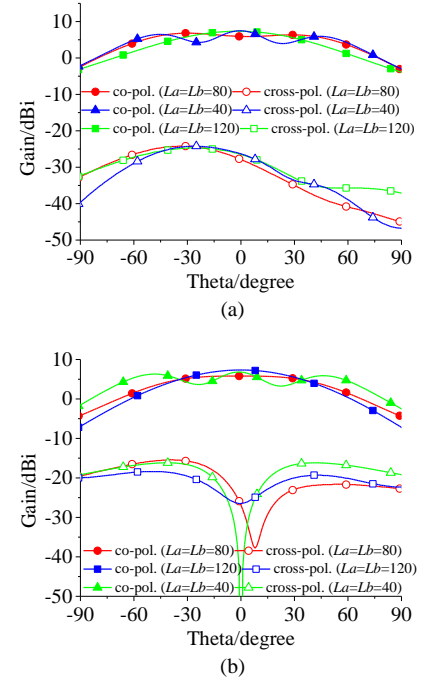 10
0
-10
-20
-30
-40
-50
Gain/dBi
co-pol. (La=Lb=80) cross-pol. (La=Lb=80)
co-pol. (La=Lb=40) cross-pol. (La=Lb=40)
co-pol. (La=Lb=120) cross-pol. (La=Lb=120)
-90 -60 -30 0 30 60 90
Theta/degree
(a)
10
0
-10
-20
-30
-40
-50
Gain/dBi
co-pol. (La=Lb=80) cross-pol. (La=Lb=80)
co-pol. (La=Lb=120) cross-pol. (La=Lb=120)
co-pol. (La=Lb=40) cross-pol. (La=Lb=40)
-90 -60 -30 0 30 60 90
Theta/degree
(b)